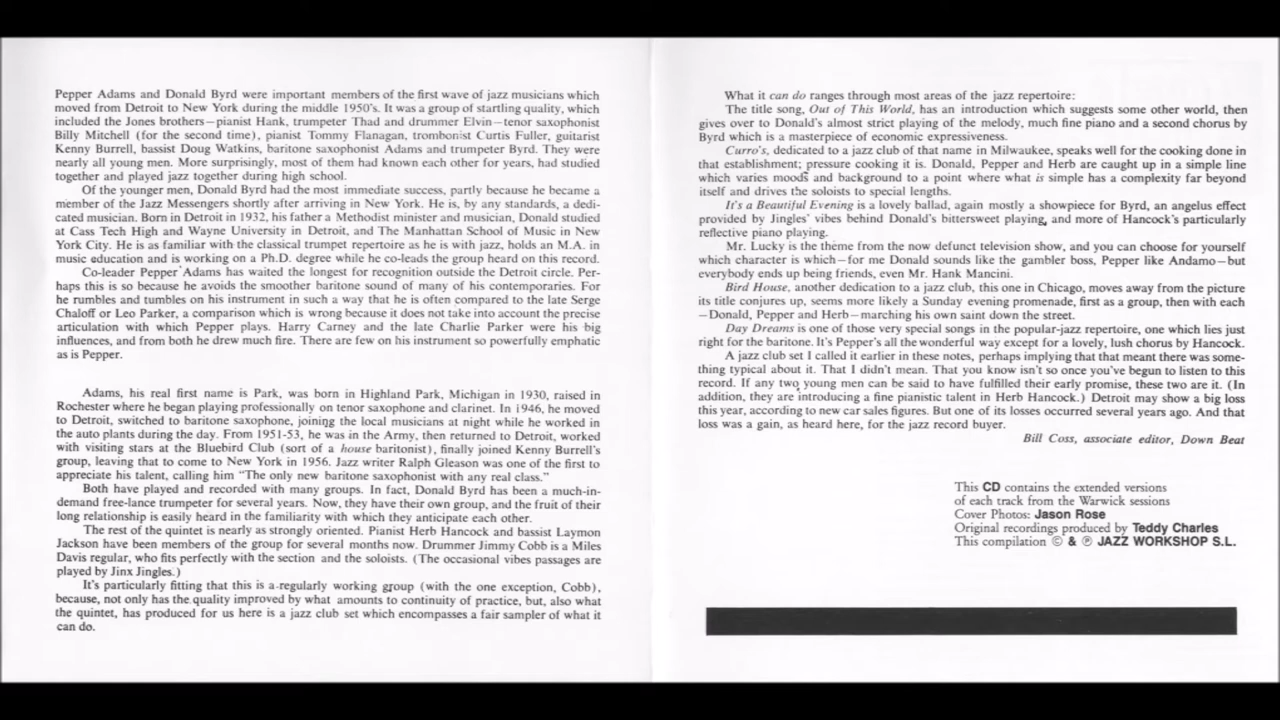 Pepper Adams and Donald Byrd were important members of the first wave of jazz musicians which
moved from Detroit to New York during the middle 1950's. It was a group of startling quality, which
included the Jones brothers—pianist Hank, trumpeter Thad and drummer Elvin—tenor saxophonist
Billy Mitchell (for the second time), pianist Tommy Flanagan, trombonist Curtis Fuller, guitarist
Kenny Burrell, bassist Doug Watkins, baritone saxophonist Adams and trumpeter Byrd. They were
nearly all young men. More surprisingly, most of them had known each other for years, had studied
together and played jazz together during high school.
Of the younger men, Donald Byrd had the most immediate success, partly because he became a
member of the Jazz Messengers shortly after arriving in New York. He is, by any standards, a dedi-
cated musician. Born in Detroit in 1932, his father a Methodist minister and musician, Donald studied
at Cass Tech High and Wayne University in Detroit, and The Manhattan School of Music in New
York City. He is as familiar with the classical trumpet repertoire as he is with jazz, holds an M.A. in
music education and is working on a Ph.D. degree while he co-leads the group heard on this record.
Co-leader Pepper Adams has waited the longest for recognition outside the Detroit circle. Per-
haps this is so because he avoids the smoother baritone sound of many of his contemporaries. For
he rumbles and tumbles on his instrument in such a way that he is often compared to the late Serge
Chaloff or Leo Parker, a comparison which is wrong because it does not take into account the precise
articulation with which Pepper plays. Harry Carney and the late Charlie Parker were his big
influences, and from both he drew much fire. There are few on his instrument so powerfully emphatic
as is Pepper.
Adams, his real first name is Park, was born in Highland Park, Michigan in 1930, raised in
Rochester where he began playing professionally on tenor saxophone and clarinet. In 1946, he moved
to Detroit, switched to baritone saxophone, joining the local musicians at night while he worked in
the auto plants during the day. From 1951-53, he was in the Army, then returned to Detroit, worked
with visiting stars at the Bluebird Club (sort of a house baritonist), finally joined Kenny Burrell's
group, leaving that to come to New York in 1956. Jazz writer Ralph Gleason was one of the first to
appreciate his talent, calling him "The only new baritone saxophonist with any real class."
Both have played and recorded with many groups. In fact, Donald Byrd has been a much-in-
demand free-lance trumpeter for several years. Now, they have their own group, and the fruit of their
long relationship is easily heard in the familiarity with which they anticipate each other.
The rest of the quintet is nearly as strongly oriented. Pianist Herb Hancock and bassist Laymon
Jackson have been members of the group for several months now. Drummer Jimmy Cobb is a Miles
Davis regular, who fits perfectly with the section and the soloists. (The occasional vibes passages are
played by Jinx Jingles.)
It's particularly fitting that this is a regularly working group (with the one exception, Cobb),
because, not only has the quality improved by what amounts to continuity of practice, but, also what
the quintet, has produced for us here is a jazz club set which encompasses a fair sampler of what it
can do.
What it can do ranges through most areas of the jazz repertoire:
The title song, Out of This World, has an introduction which suggests some other world, then
gives over to Donald's almost strict playing of the melody, much fine piano and a second chorus by
Byrd which is a masterpiece of economic expressiveness.
Curro's, dedicated to a jazz club of that name in Milwaukee, speaks well for the cooking done in
that establishment; pressure cooking it is. Donald, Pepper and Herb are caught up in a simple line
which varies moods and background to a point where what is simple has a complexity far beyond
itself and drives the soloists to special lengths.
It's a Beautiful Evening is a lovely ballad, again mostly a showpiece for Byrd, an angelus effect
provided by Jingles' vibes behind Donald's bittersweet playing, and more of Hancock's particularly
reflective piano playing.
Mr. Lucky is the theme from the now defunct television show, and you can choose for yourself
which character is which—for me Donald sounds like the gambler boss, Pepper like Andamo—but
everybody ends up being friends, even Mr. Hank Mancini.
Bird House, another dedication to a jazz club, this one in Chicago, moves away from the picture
its title conjures up, seems more likely a Sunday evening promenade, first as a group, then with each
—Donald, Pepper and Herb—marching his own saint down the street.
Day Dreams is one of those very special songs in the popular-jazz repertoire, one which lies just
right for the baritone. It's Pepper's all the wonderful way except for a lovely, lush chorus by Hancock.
A jazz club set I called it earlier in these notes, perhaps implying that that meant there was some-
thing typical about it. That I didn't mean. That you know isn't so once you've begun to listen to this
record. If any two young men can be said to have fulfilled their early promise, these two are it. (In
addition, they are introducing a fine pianistic talent in Herb Hancock.) Detroit may show a big loss
this year, according to new car sales figures. But one of its losses occurred several years ago. And that
loss was a gain, as heard here, for the jazz record buyer.
Bill Coss, associate editor, Down Beat
This CD contains the extended versions
of each track from the Warwick sessions
Cover Photos: Jason Rose
Original recordings produced by Teddy Charles
This compilation © & ℗ JAZZ WORKSHOP S.L.